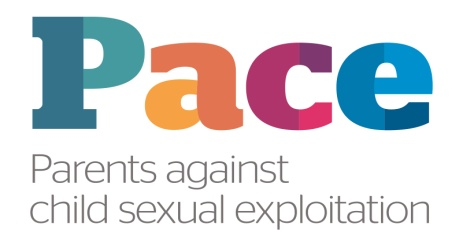 Pace
Parents against
child sexual exploitation